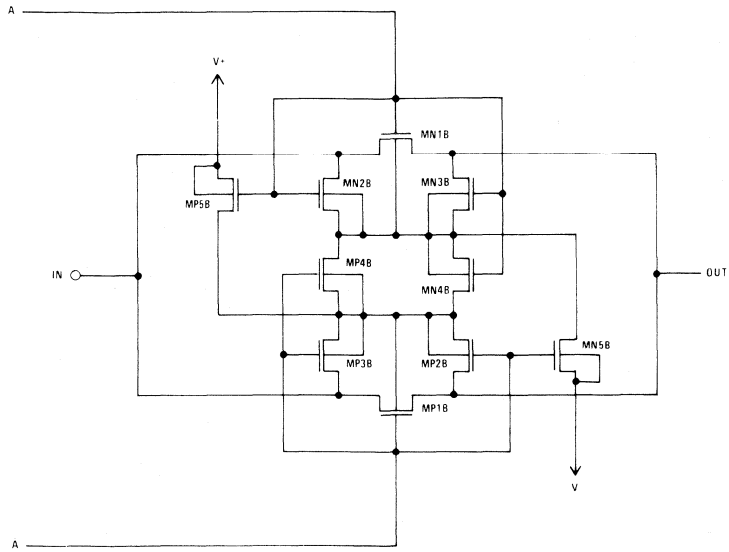 A
V+
MN1B
MN2B
MN3B
MP5B
MP4B
IN
MN4B
OUT
MN5B
MP3B
MP2B
MP1B
V
A